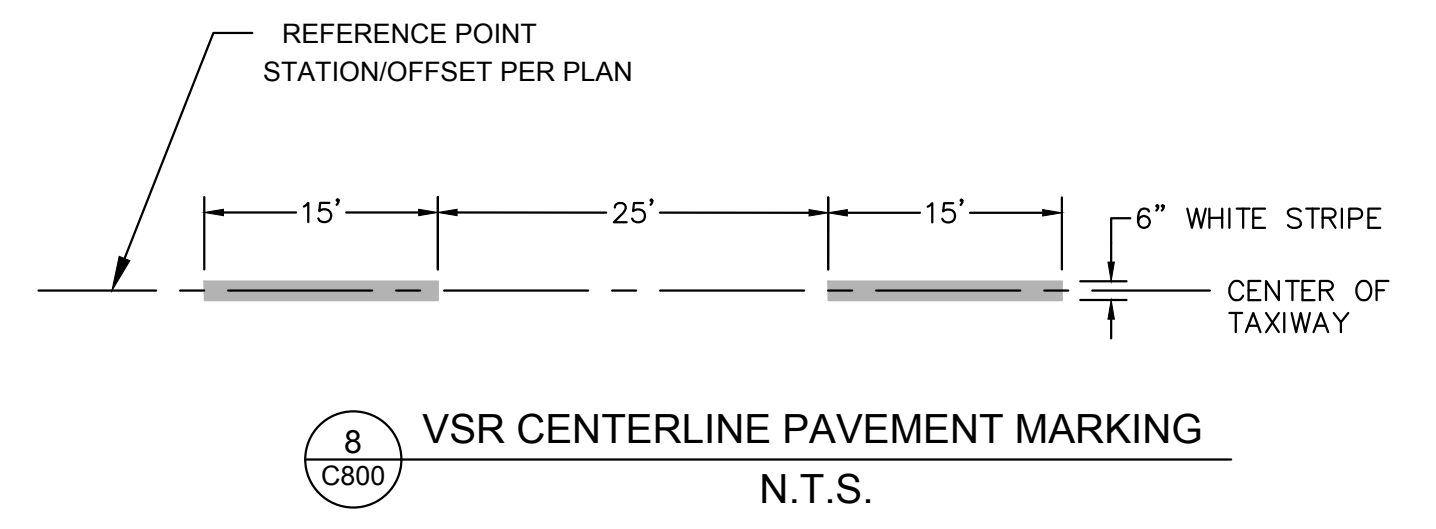 REFERENCE POINT
STATION/OFFSET PER PLAN
15'
25'
15'
6" WHITE STRIPE
CENTER OF
TAXIWAY
8
C800
VSR CENTERLINE PAVEMENT MARKING
N.T.S.